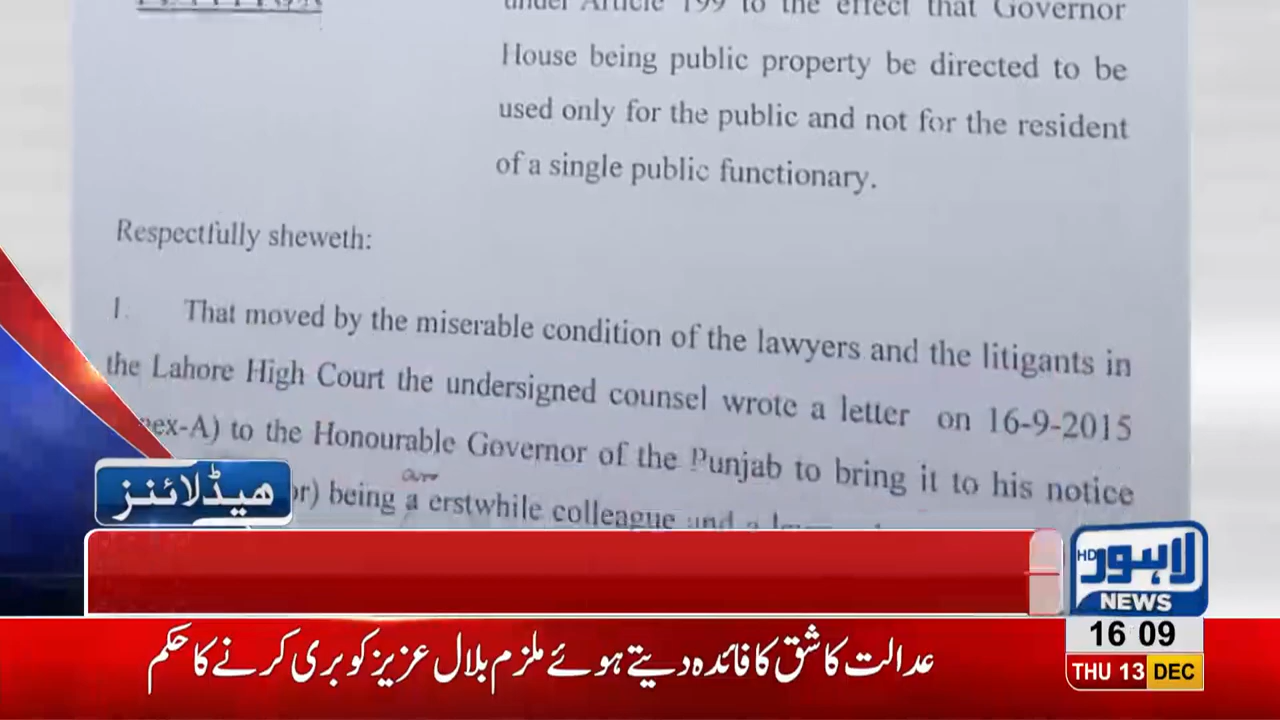 under Article 199 to the effect that Governor
House being public property be directed to be
used only for the public and not for the resident
of a single public functionary.
Respectfully sheweth:
1. That moved by the miserable condition of the lawyers and the litigants in
the Lahore High Court the undersigned counsel wrote a letter on 16-9-2015
nex-A) to the Honourable Governor of the Punjab to bring it to his notice
or) being a erstwhile colleague and a
ہیڈلائنز
HD لاہور
NEWS
16 09
THU 13 DEC
عدالت کا شق کا فائدہ دیتے ہوئے ملزم بلال عزیز کو بری کرنے کا حکم